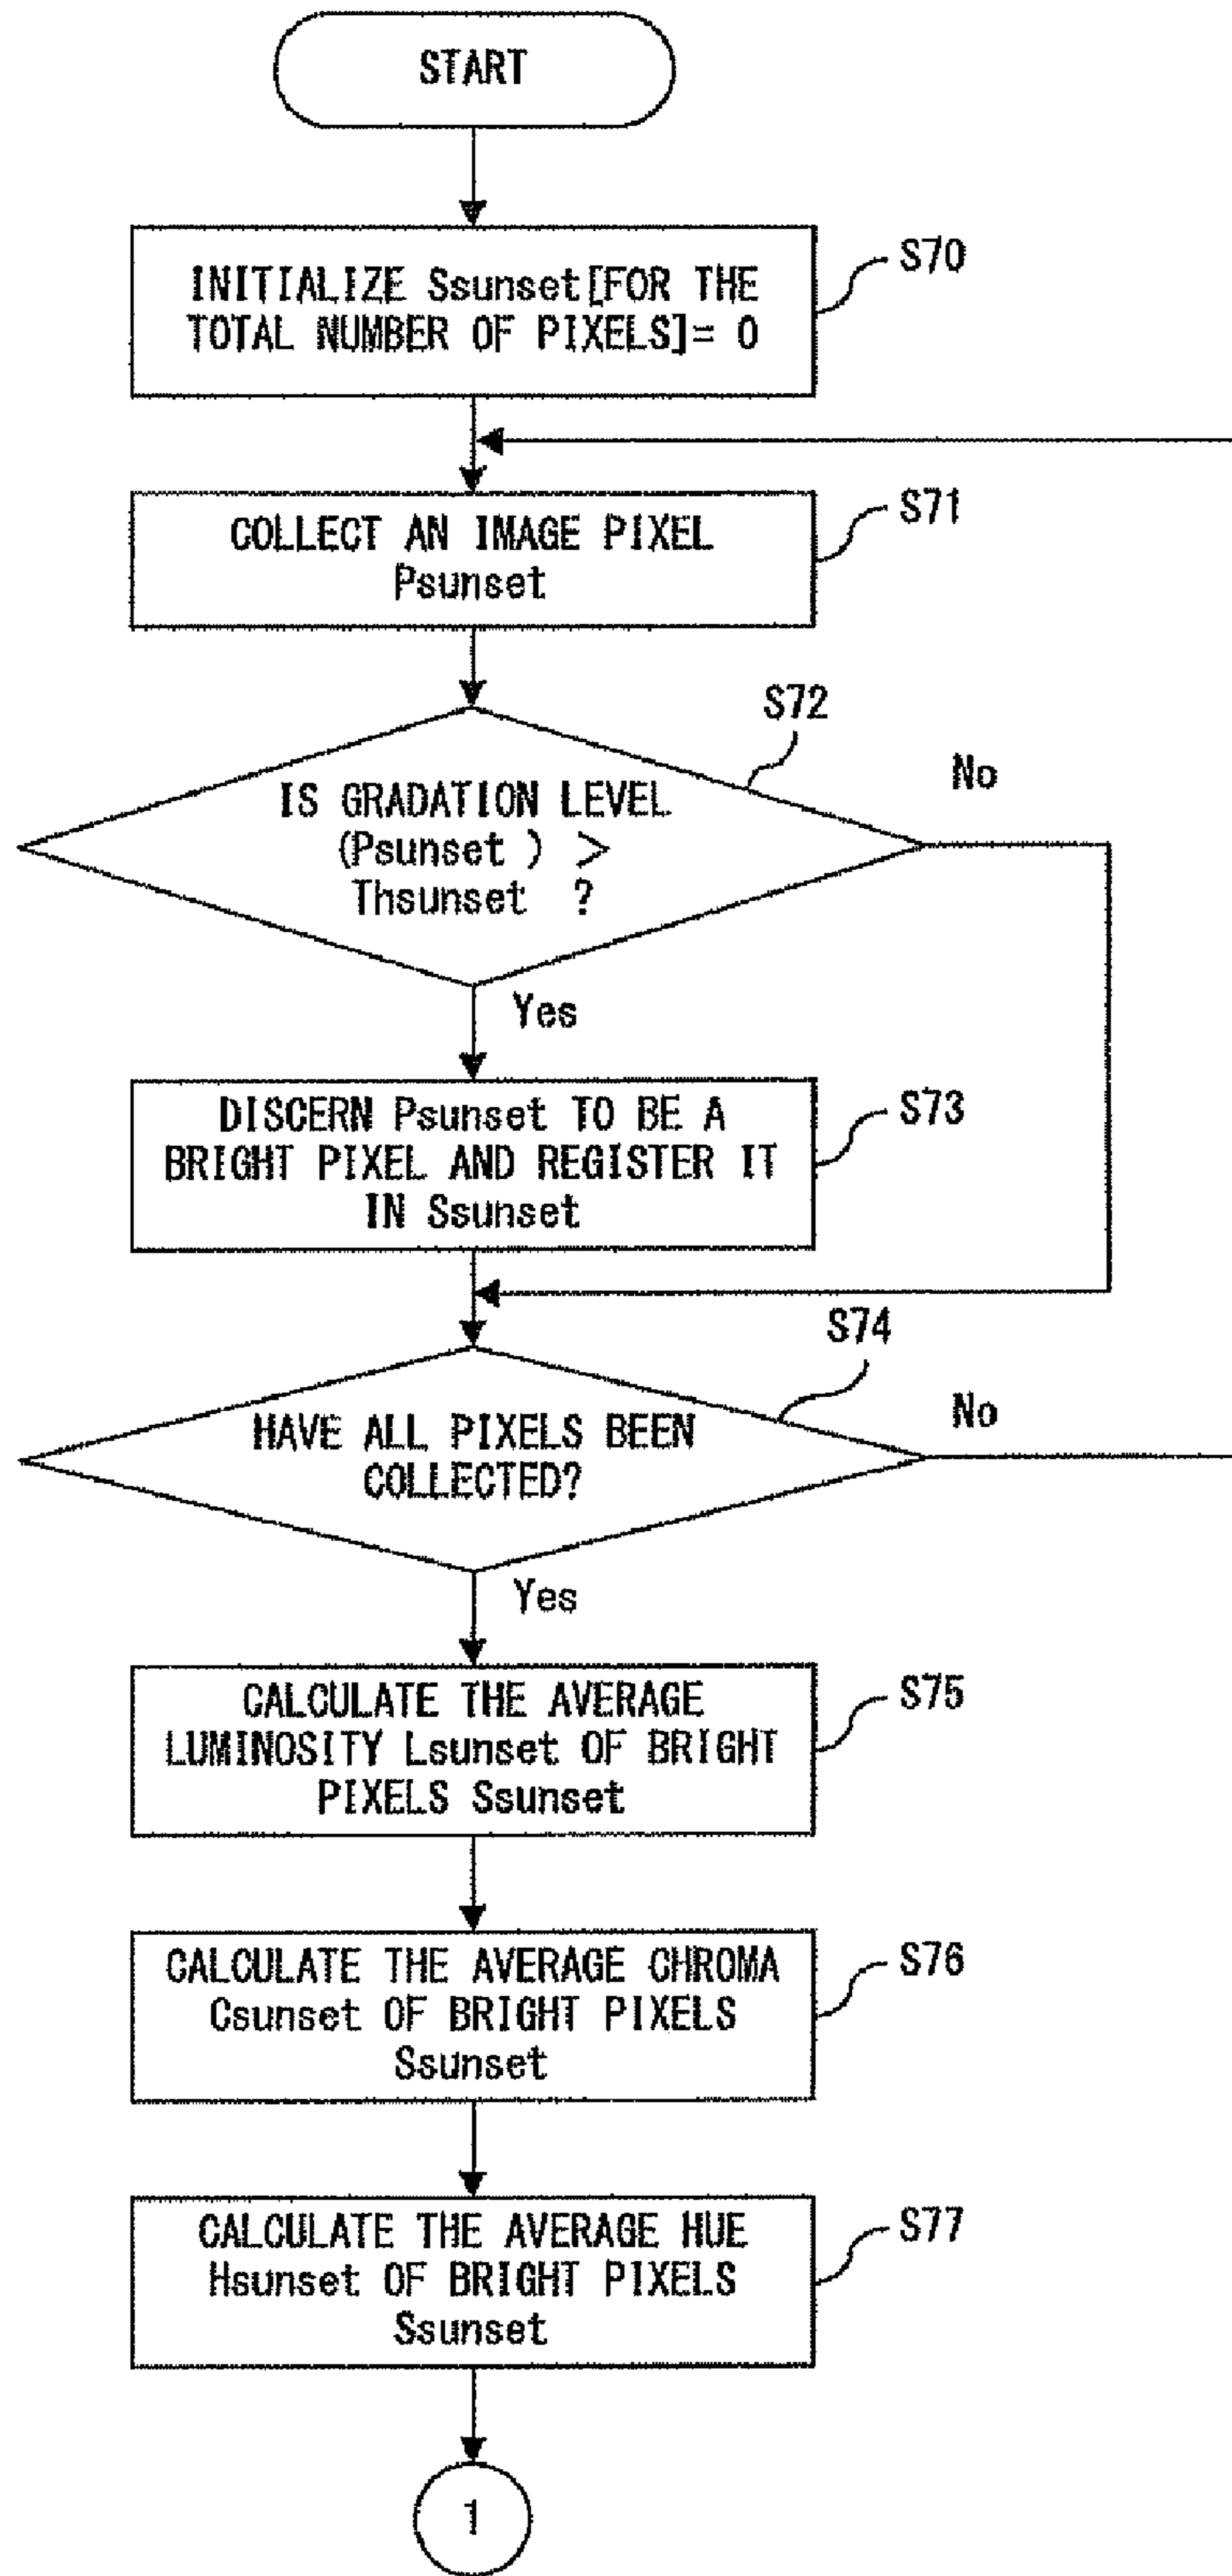 START
INITIALIZE Ssunset[FOR THE
TOTAL NUMBER OF PIXELS]= 0
S70
COLLECT AN IMAGE PIXEL
Psunset
S71
IS GRADATION LEVEL
(Psunset ) >
Thsunset ?
S72
No
Yes
DISCERN Psunset TO BE A
BRIGHT PIXEL AND REGISTER IT
IN Ssunset
S73
HAVE ALL PIXELS BEEN
COLLECTED?
S74
No
Yes
CALCULATE THE AVERAGE
LUMINOSITY Lsunset OF BRIGHT
PIXELS Ssunset
S75
CALCULATE THE AVERAGE CHROMA
Csunset OF BRIGHT PIXELS
Ssunset
S76
CALCULATE THE AVERAGE HUE
Hsunset OF BRIGHT PIXELS
Ssunset
S77
1